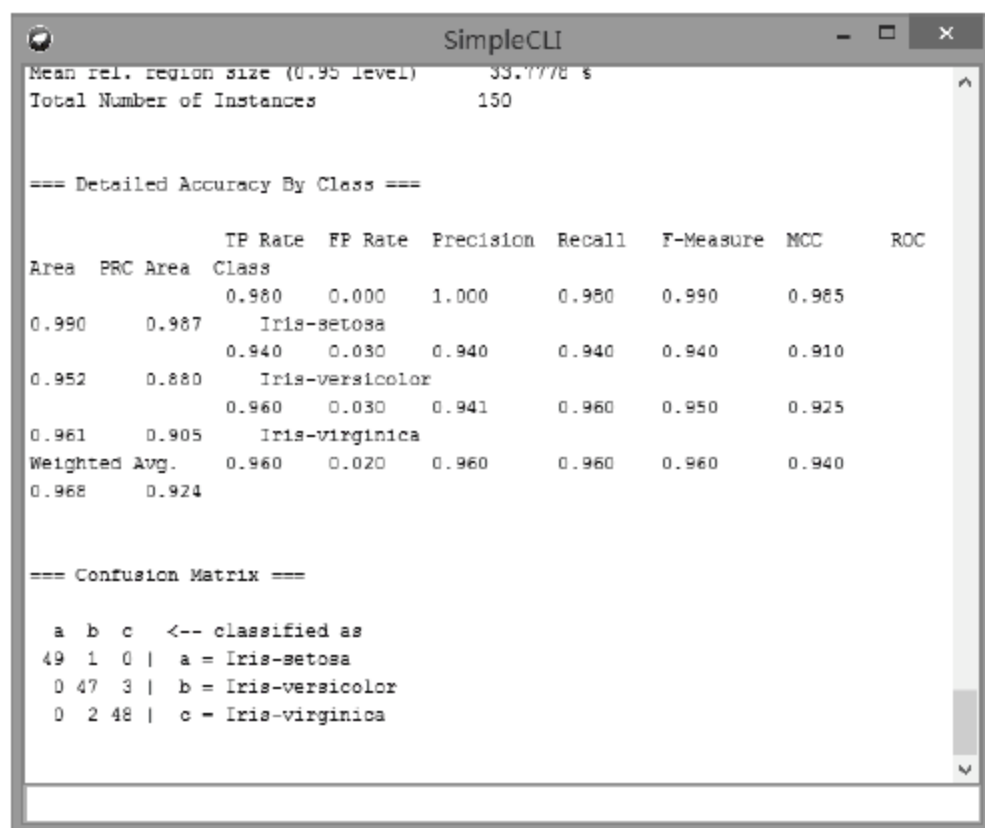 SimpleCLI
Mean rel. region size (0.95 level) 33.7778 %
Total Number of Instances 150
=== Detailed Accuracy By Class ===
TP Rate FP Rate Precision Recall F-Measure MCC ROC
Area PRC Area Class
0.980 0.000 1.000 0.980 0.990 0.985
0.990 0.987 Iris-setosa
0.940 0.030 0.940 0.940 0.940 0.910
0.952 0.880 Iris-versicolor
0.960 0.030 0.941 0.960 0.950 0.925
0.961 0.905 Iris-virginica
Weighted Avg. 0.960 0.020 0.960 0.960 0.960 0.940
0.968 0.924
=== Confusion Matrix ===
a b c <-- classified as
49 1 0 | a = Iris-setosa
0 47 3 | b = Iris-versicolor
0 2 48 | c = Iris-virginica